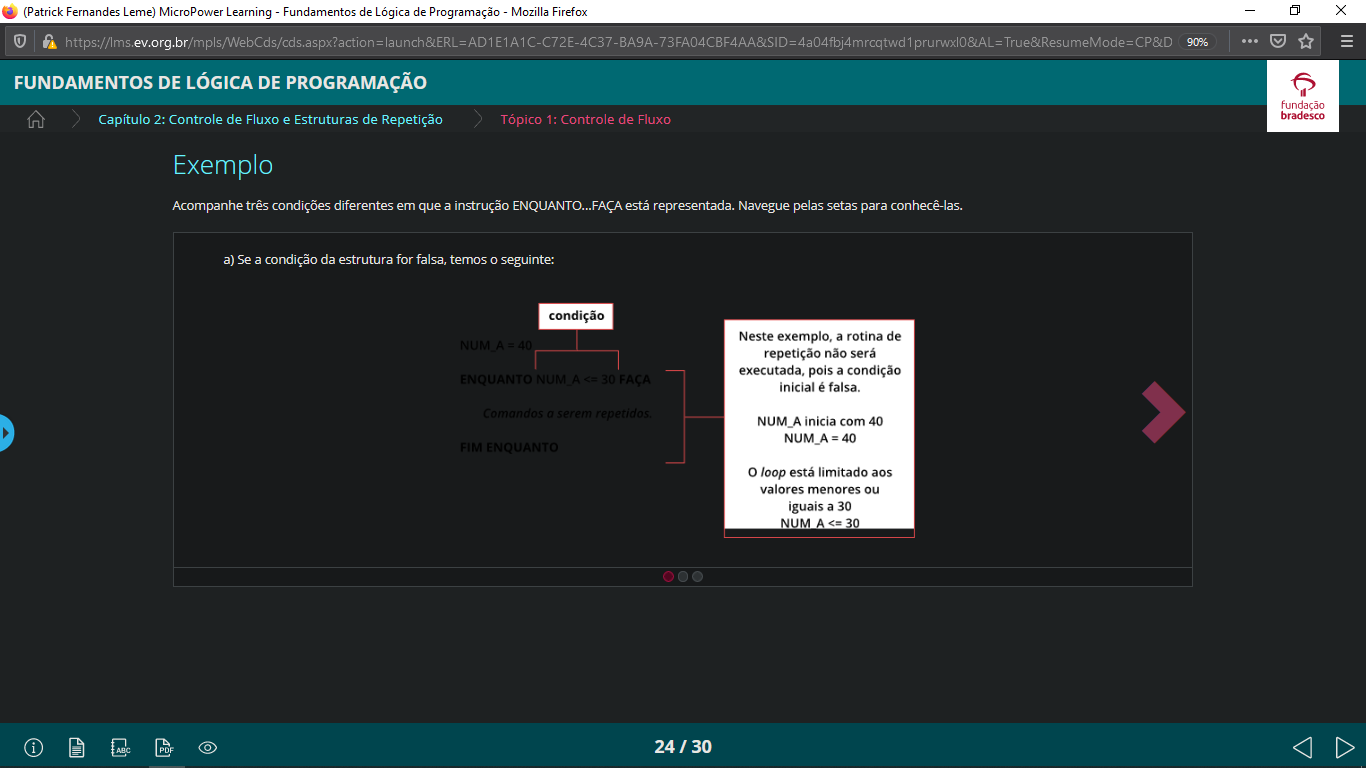 (Patrick Fernandes Leme) MicroPower Learning - Fundamentos de Lógica de Programação - Mozilla Firefox
https://lms.ev.org.br/mpls/WebCds/cds.aspx?action=launch&ERL=AD1E1A1C-C72E-4C37-BA9A-73FA04CBF4AA&SID=4a04fbj4mrcqtwd1prurwxl0&AL=True&ResumeMode=CP&D 90%
FUNDAMENTOS DE LÓGICA DE PROGRAMAÇÃO
fundação
bradesco
Capítulo 2: Controle de Fluxo e Estruturas de Repetição Tópico 1: Controle de Fluxo
Exemplo
Acompanhe três condições diferentes em que a instrução ENQUANTO...FAÇA está representada. Navegue pelas setas para conhecê-las.
a) Se a condição da estrutura for falsa, temos o seguinte:
condição
NUM_A = 40
ENQUANTO NUM_A <= 30 FAÇA
Comandos a serem repetidos.
FIM ENQUANTO
Neste exemplo, a rotina de
repetição não será
executada, pois a condição
inicial é falsa.
NUM_A inicia com 40
NUM_A = 40
O loop está limitado aos
valores menores ou
iguais a 30
NUM_A <= 30
ABC
PDF
24 / 30